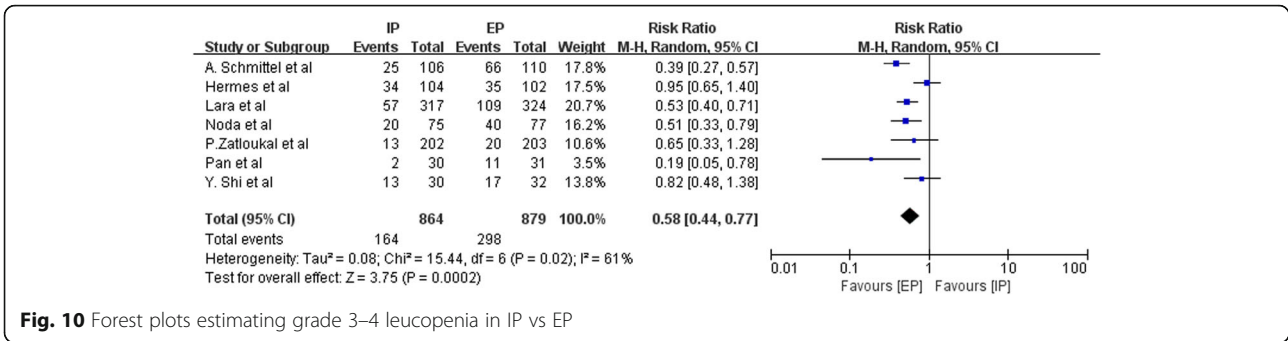 IP EP Risk Ratio Risk Ratio
Study or Subgroup Events Total Events Total Weight M-H, Random, 95% CI M-H, Random, 95% CI
A. Schmittel et al 25 106 66 110 17.8% 0.39 [0.27, 0.57]
Hermes et al 34 104 35 102 17.5% 0.95 [0.65, 1.40]
Lara et al 57 317 109 324 20.7% 0.53 [0.40, 0.71]
Noda et al 20 75 40 77 16.2% 0.51 [0.33, 0.79]
P.Zatloukal et al 13 202 20 203 10.6% 0.65 [0.33, 1.28]
Pan et al 2 30 11 31 3.5% 0.19 [0.05, 0.78]
Y. Shi et al 13 30 17 32 13.8% 0.82 [0.48, 1.38]
Total (95% CI) 864 879 100.0% 0.58 [0.44, 0.77]
Total events 164 298
Heterogeneity: Tau² = 0.08; Chi² = 15.44, df = 6 (P = 0.02); I² = 61%
Test for overall effect: Z = 3.75 (P = 0.0002)
0.01 0.1 1 10 100
Favours [EP] Favours [IP]
Fig. 10 Forest plots estimating grade 3–4 leucopenia in IP vs EP